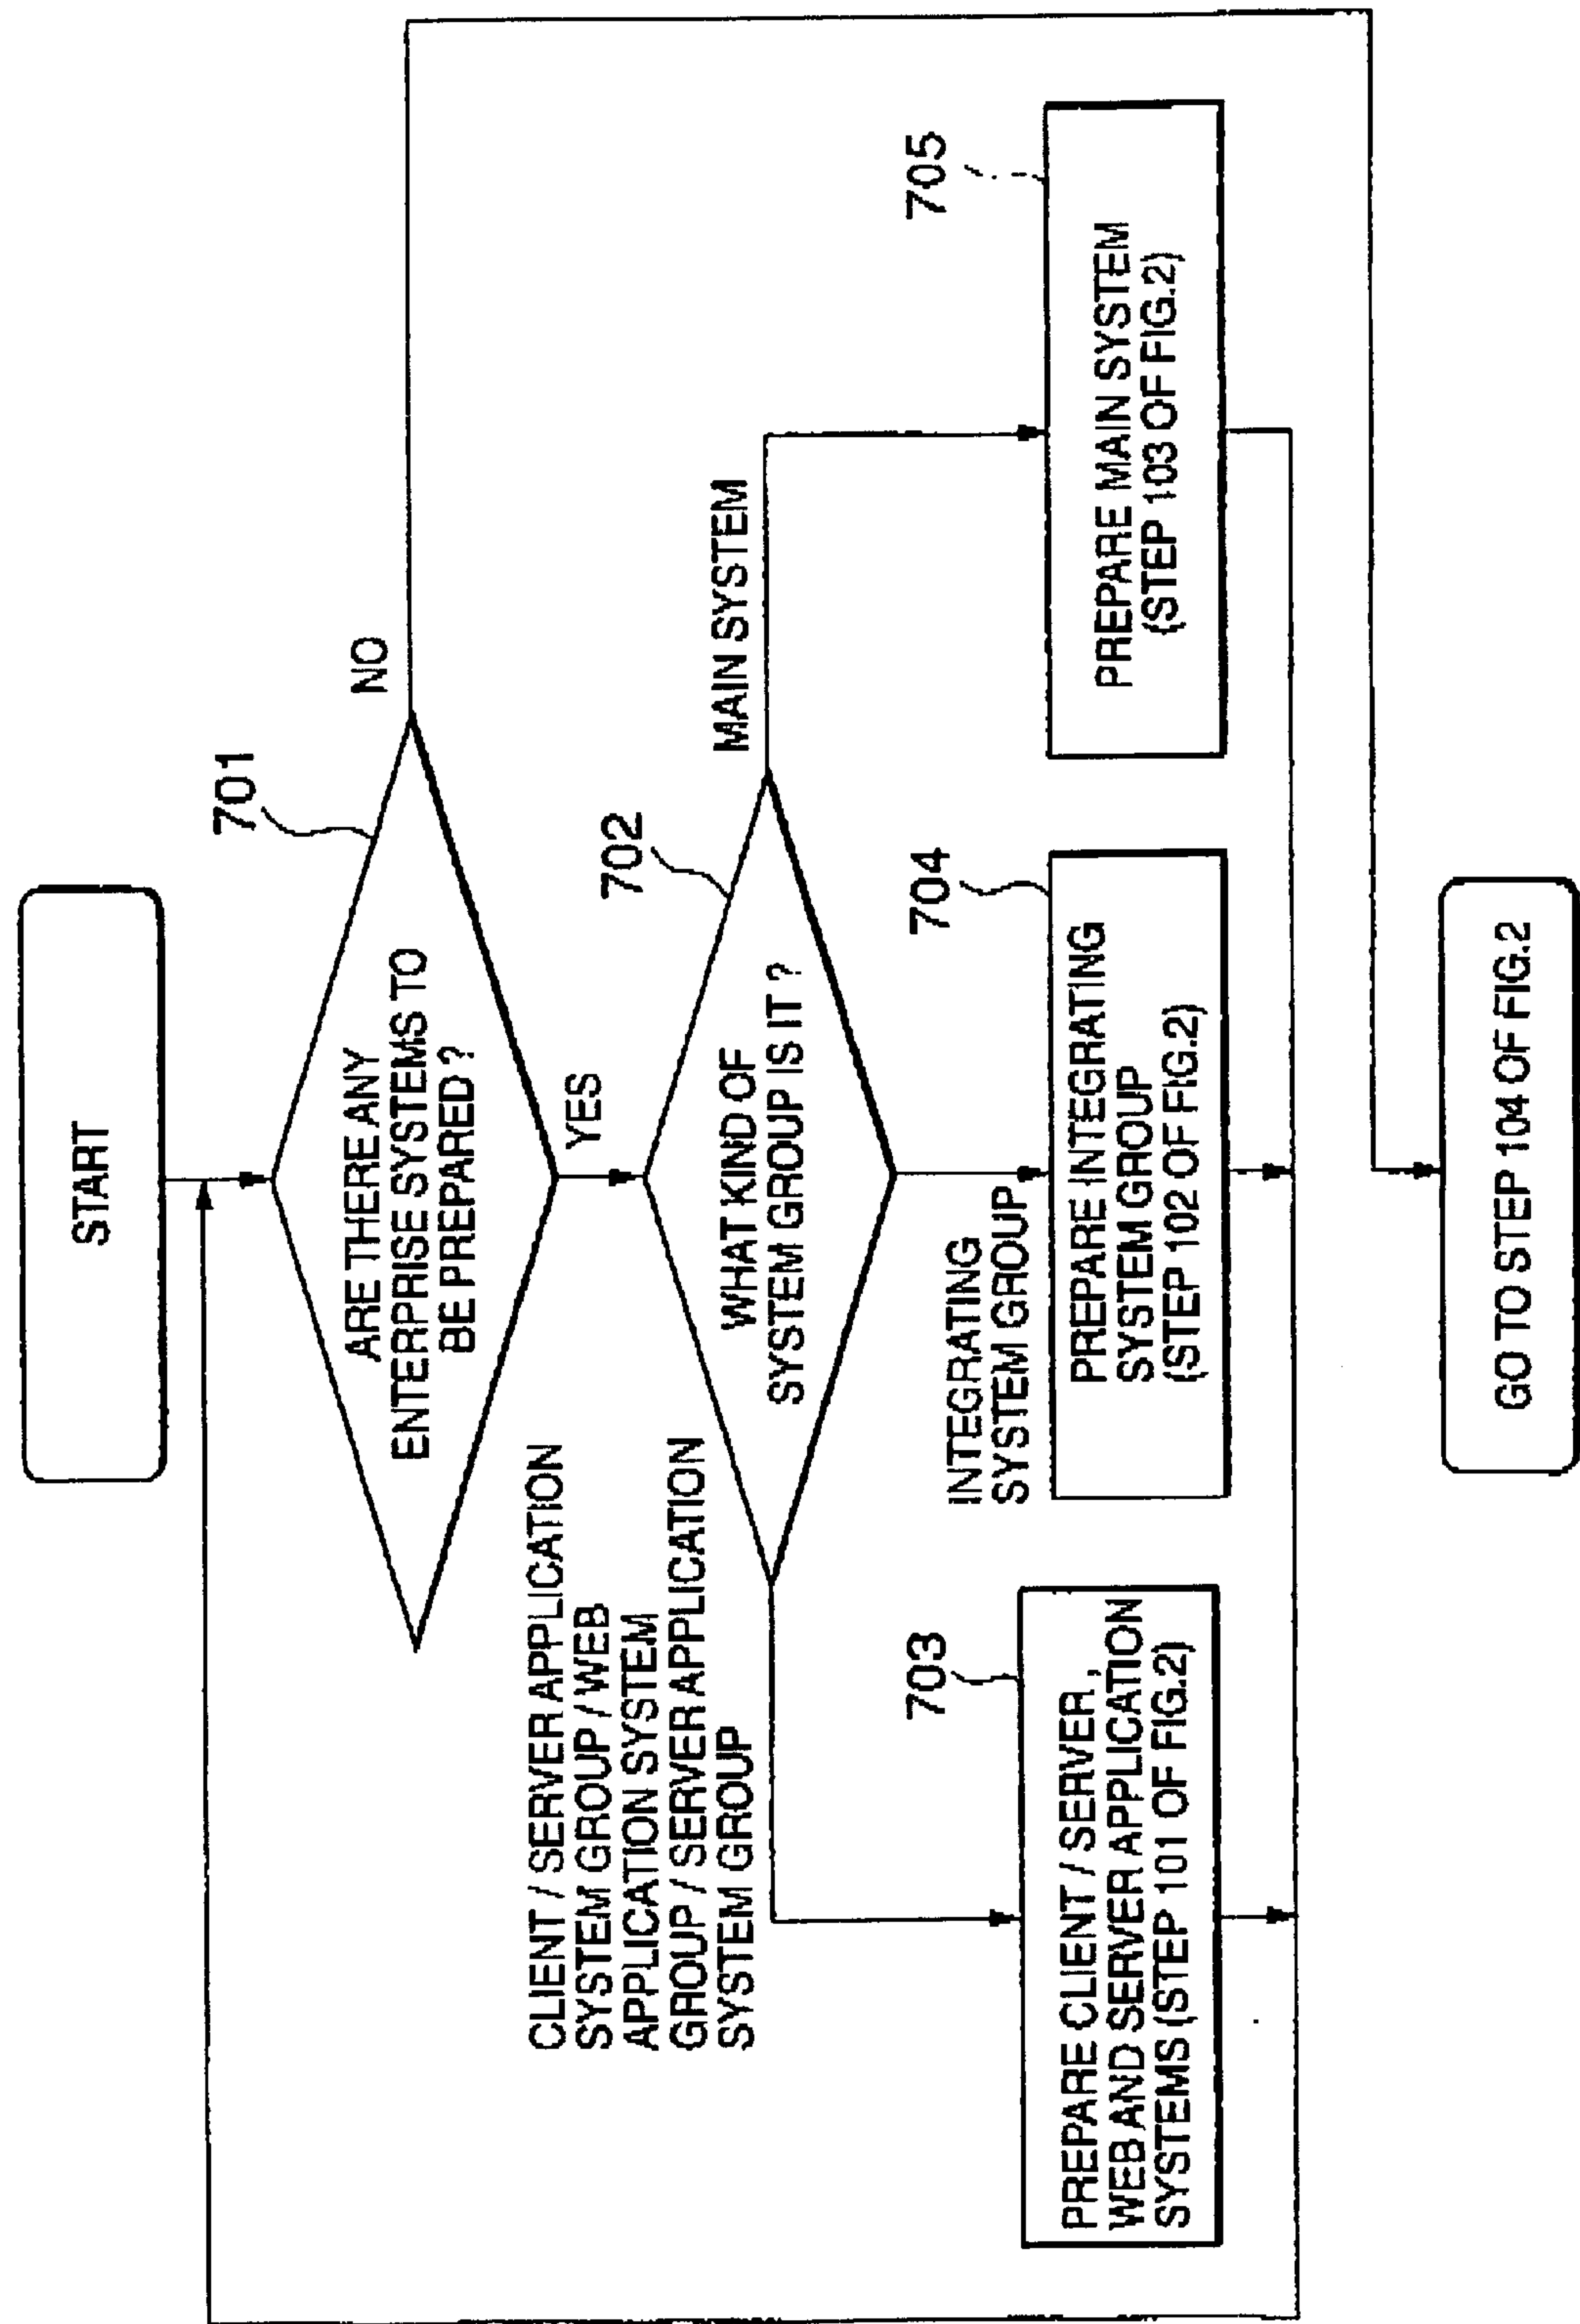 START
701
ARE THERE ANY
ENTERPRISE SYSTEMS TO
BE PREPARED ?
NO
YES
702
WHAT KIND OF
SYSTEM GROUP IS IT ?
CLIENT / SERVER APPLICATION
SYSTEM GROUP / WEB
APPLICATION SYSTEM
GROUP / SERVER APPLICATION
SYSTEM GROUP
MAIN SYSTEM
INTEGRATING
SYSTEM GROUP
703
PREPARE CLIENT / SERVER,
WEB AND SERVER APPLICATION
SYSTEMS (STEP 101 OF FIG.2)
704
PREPARE INTEGRATING
SYSTEM GROUP
(STEP 102 OF FIG.2)
705
PREPARE MAIN SYSTEM
(STEP 103 OF FIG.2)
GO TO STEP 104 OF FIG.2